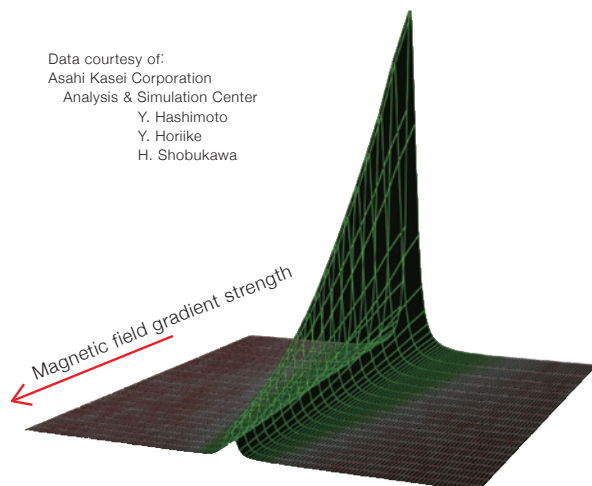 Data courtesy of:
Asahi Kasei Corporation
Analysis & Simulation Center
Y. Hashimoto
Y. Horiike
H. Shobukawa
Magnetic field gradient strength